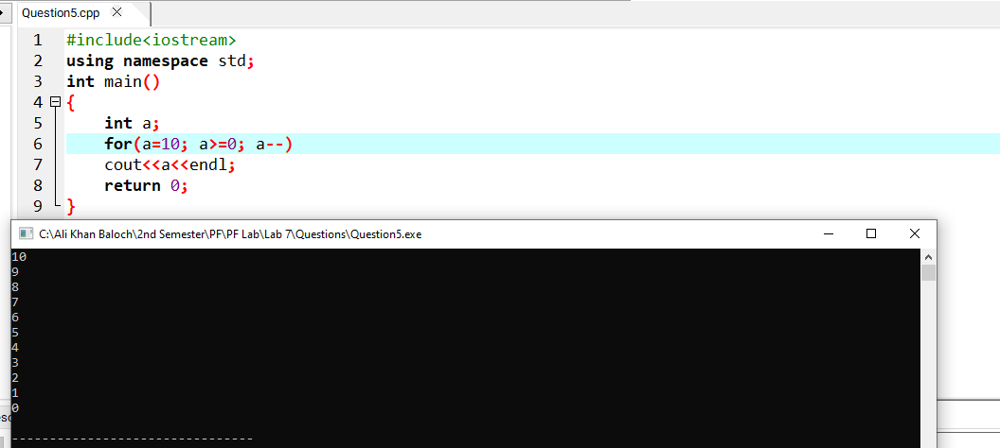 Question5.cpp
1 #include<iostream>
2 using namespace std;
3 int main()
4 {
5 int a;
6 for(a=10; a>=0; a--)
7 cout<<a<<endl;
8 return 0;
9 }
C:\Ali Khan Baloch\2nd Semester\PF\PF Lab\Lab 7\Questions\Question5.exe
10
9
8
7
6
5
4
3
2
1
0
--------------------------------